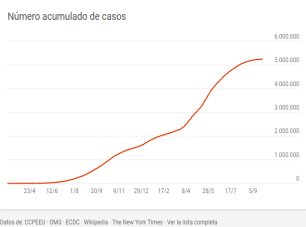 Número acumulado de casos
6.000.000
5.000.000
4.000.000
3.000.000
2.000.000
1.000.000
0
23/4 12/6 1/8 20/9 9/11 29/12 17/2 8/4 28/5 17/7 5/9
Datos de: CCPEEU · OMS · ECDC · Wikipedia · The New York Times · Ver la lista completa